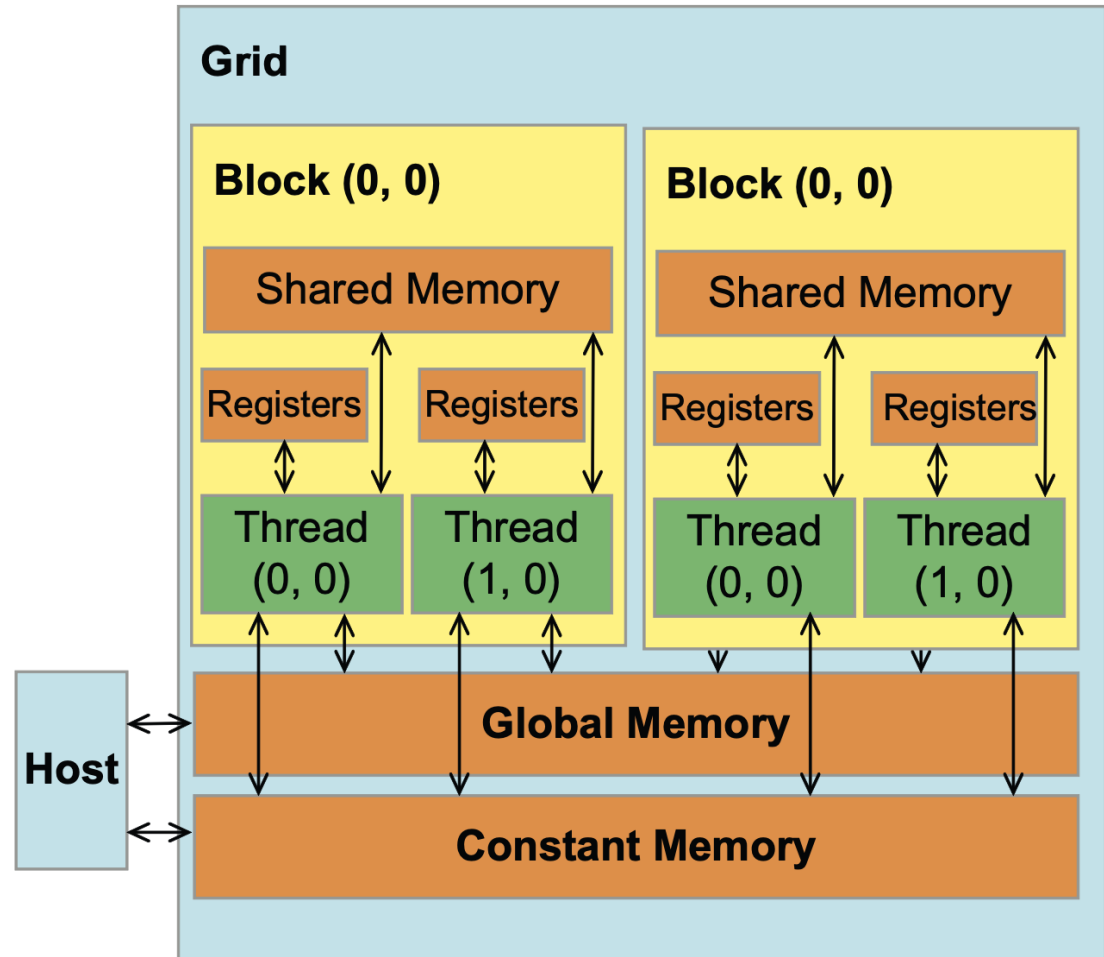 Grid
Block (0, 0)
Block (0, 0)
Shared Memory
Shared Memory
Registers
Registers
Registers
Registers
Thread
(0, 0)
Thread
(1, 0)
Thread
(0, 0)
Thread
(1, 0)
Global Memory
Host
Constant Memory